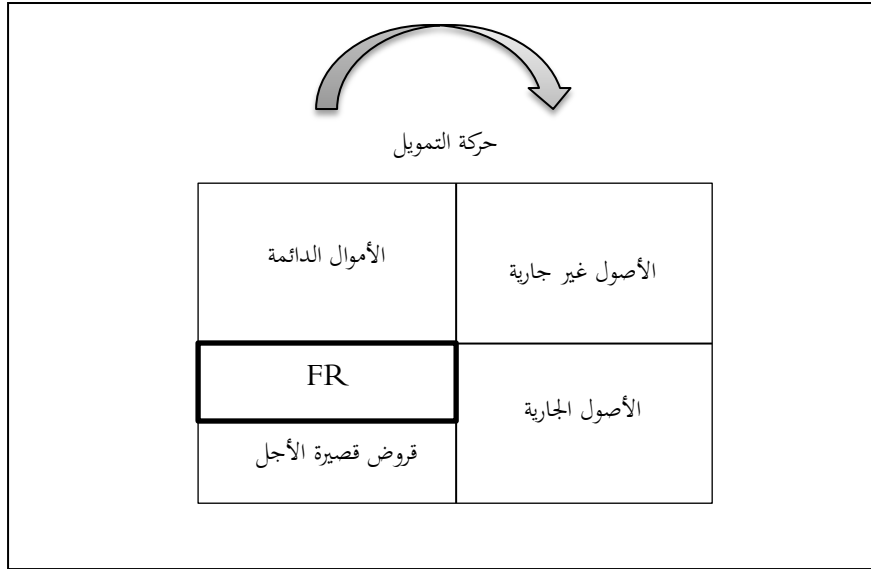 حركة التمويل
الأصول غير جارية
الأموال الدائمة
FR
الأصول الجارية
قروض قصيرة الأجل